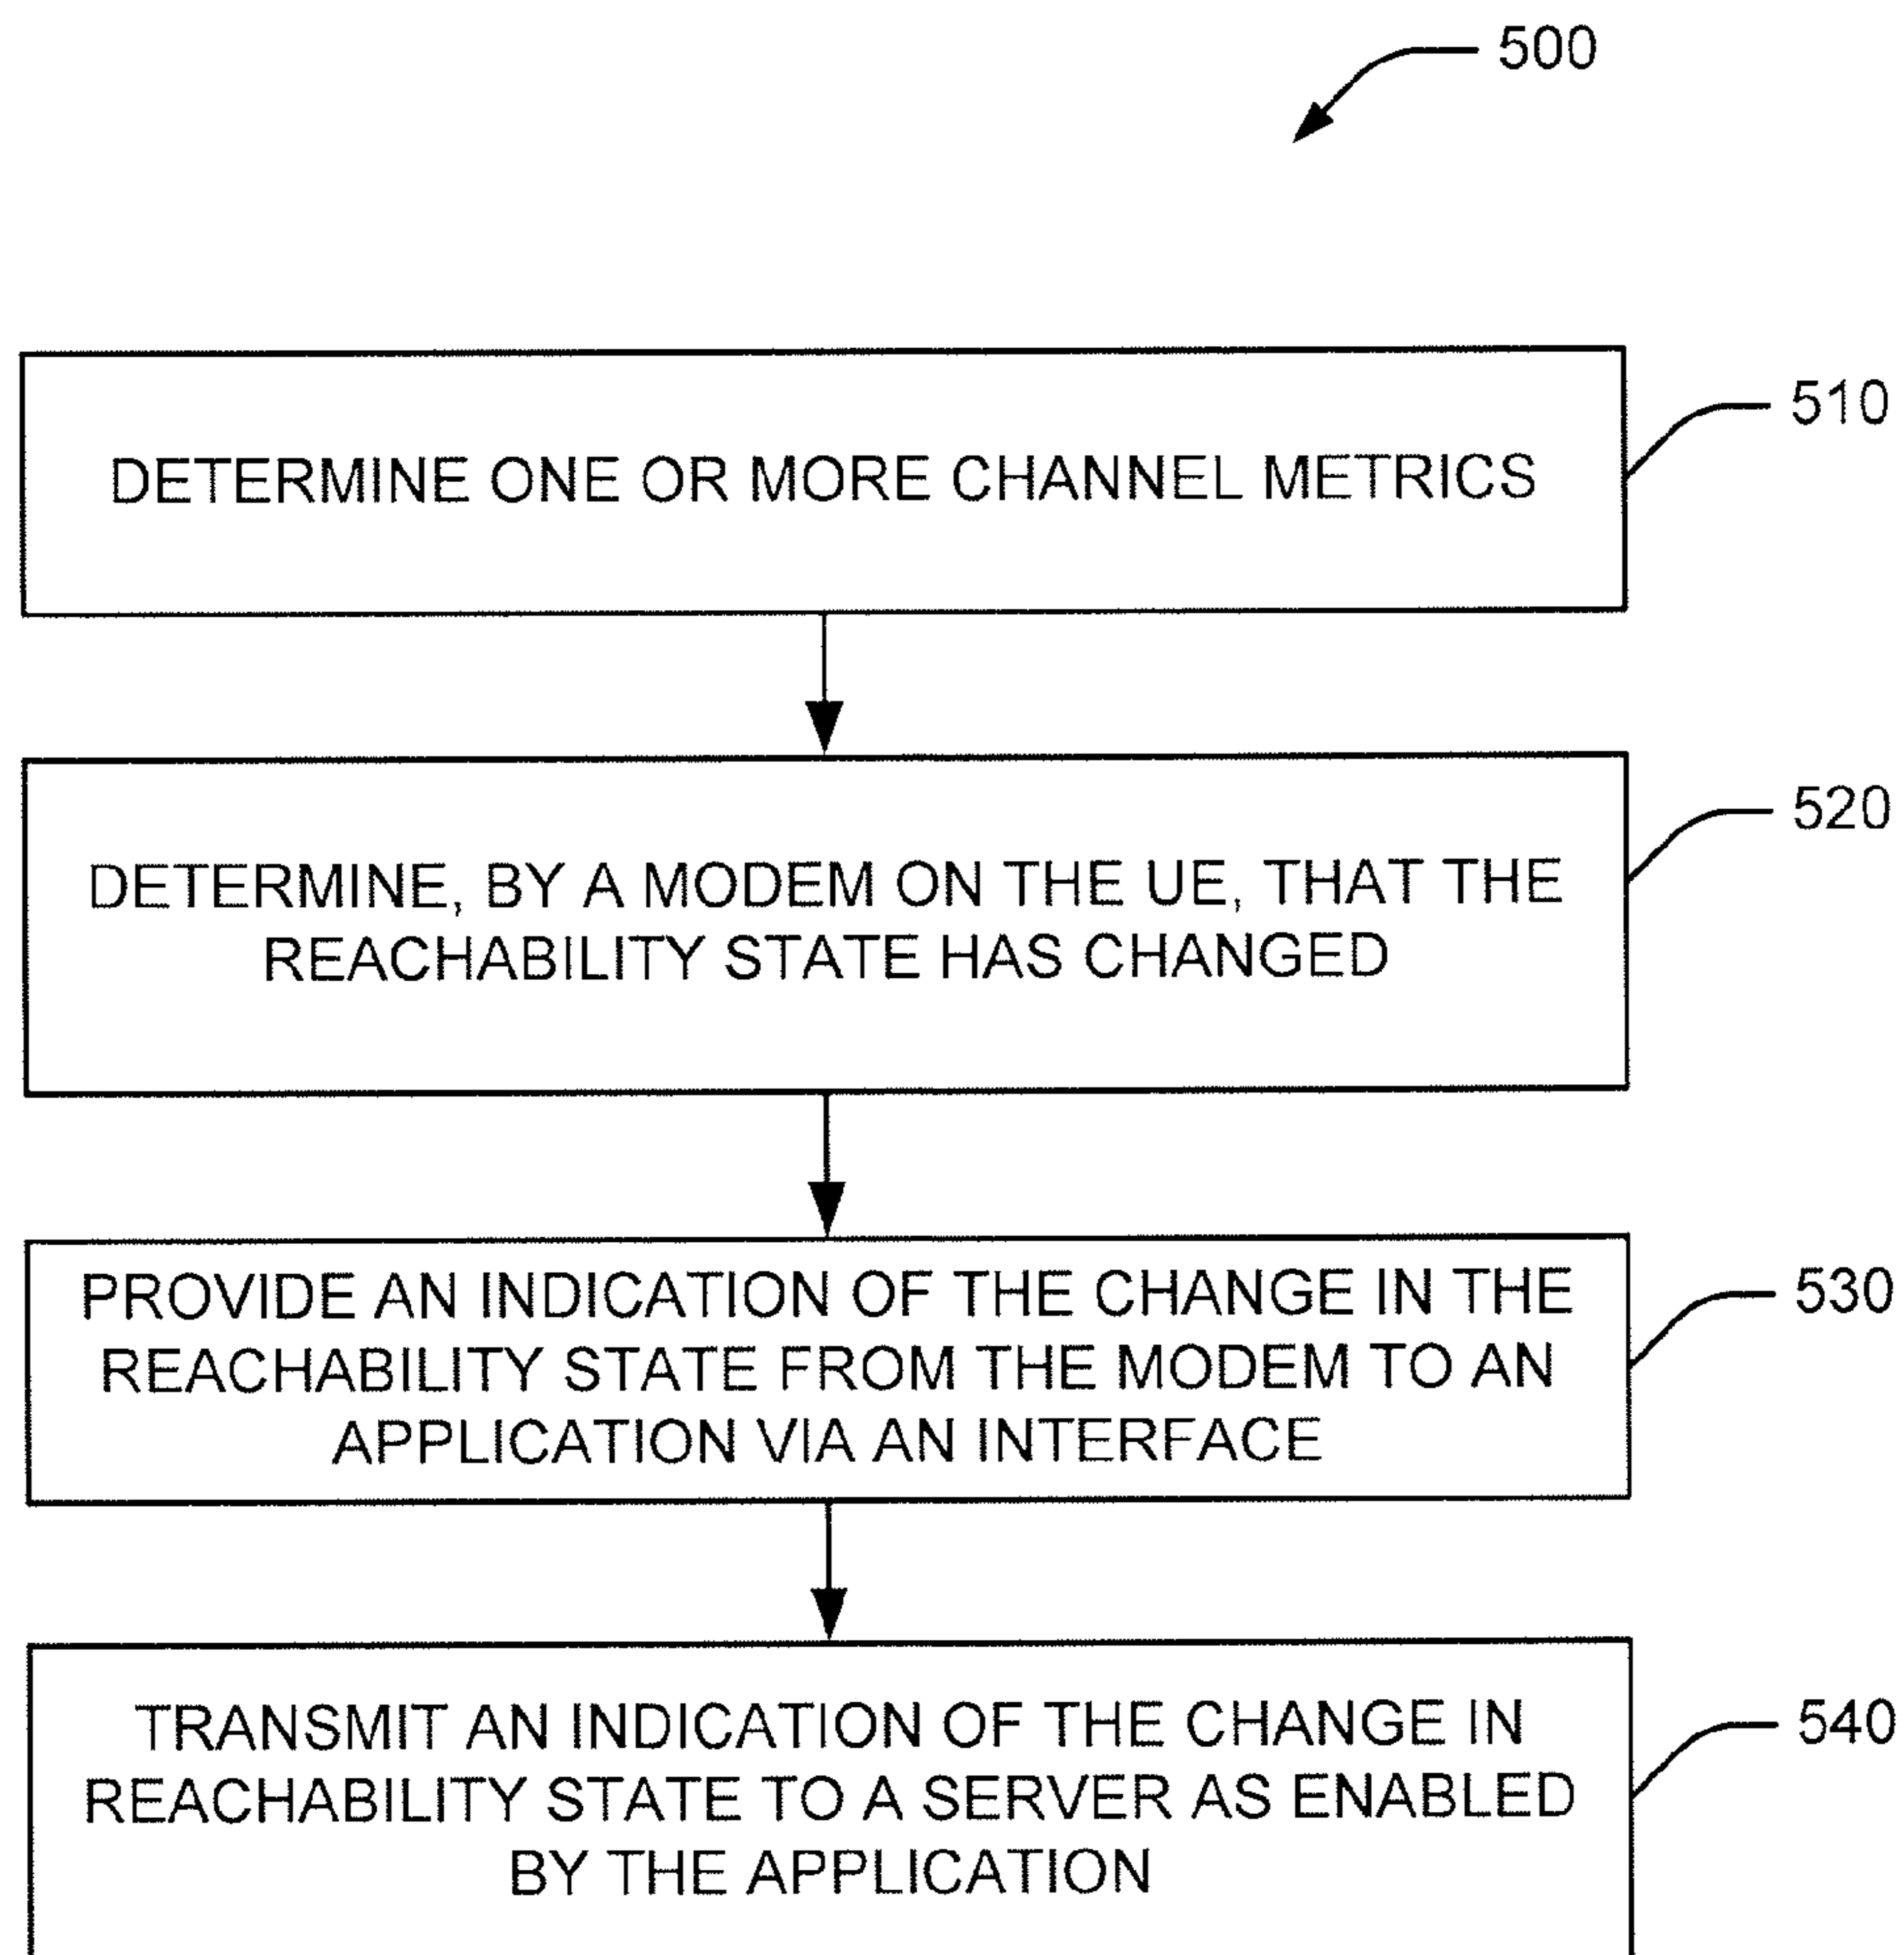 500
DETERMINE ONE OR MORE CHANNEL METRICS
510
DETERMINE, BY A MODEM ON THE UE, THAT THE
REACHABILITY STATE HAS CHANGED
520
PROVIDE AN INDICATION OF THE CHANGE IN THE
REACHABILITY STATE FROM THE MODEM TO AN
APPLICATION VIA AN INTERFACE
530
TRANSMIT AN INDICATION OF THE CHANGE IN
REACHABILITY STATE TO A SERVER AS ENABLED
BY THE APPLICATION
540